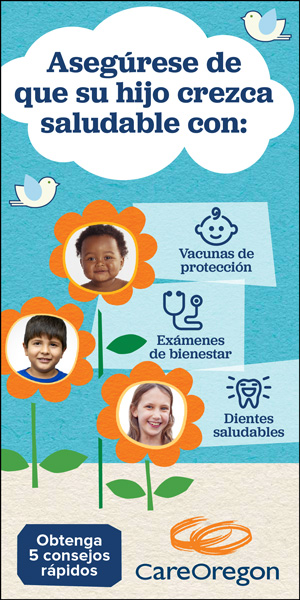 Asegúrese de
que su hijo crezca
saludable con:
Vacunas de
protección
Exámenes
de bienestar
Dientes
saludables
Obtenga
5 consejos
rápidos
CareOregon